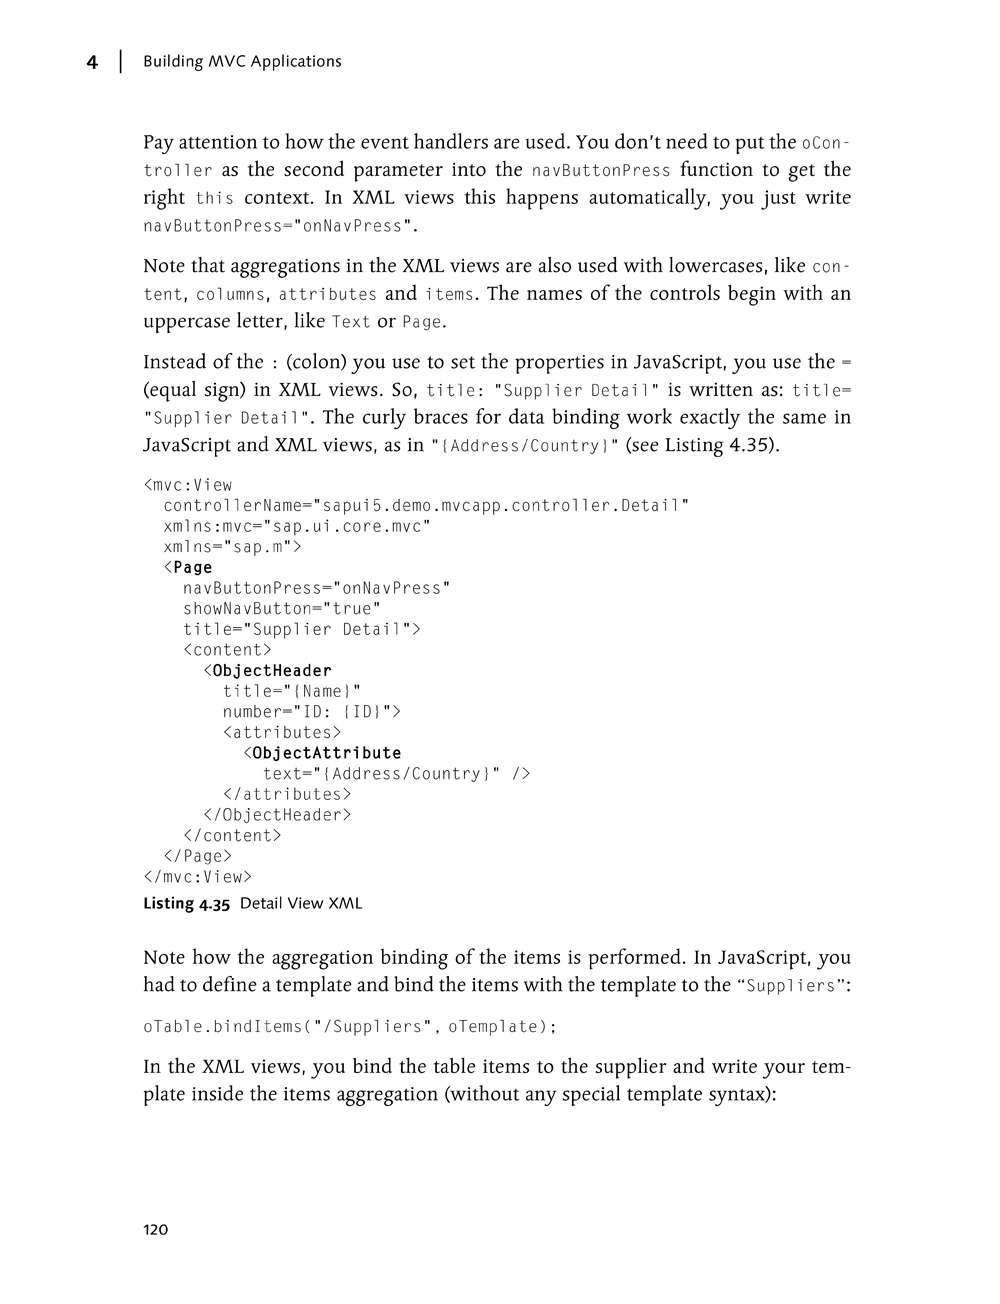 4 | Building MVC Applications
Pay attention to how the event handlers are used. You don't need to put the oCon-
troller as the second parameter into the navButtonPress function to get the
right this context. In XML views this happens automatically, you just write
navButtonPress="onNavPress".
Note that aggregations in the XML views are also used with lowercases, like con-
tent, columns, attributes and items. The names of the controls begin with an
uppercase letter, like Text or Page.
Instead of the : (colon) you use to set the properties in JavaScript, you use the =
(equal sign) in XML views. So, title: "Supplier Detail" is written as: title=
"Supplier Detail". The curly braces for data binding work exactly the same in
JavaScript and XML views, as in "{Address/Country}" (see Listing 4.35).
<mvc:View
  controllerName="sapui5.demo.mvcapp.controller.Detail"
  xmlns:mvc="sap.ui.core.mvc"
  xmlns="sap.m">
  <Page
    navButtonPress="onNavPress"
    showNavButton="true"
    title="Supplier Detail">
    <content>
      <ObjectHeader
        title="{Name}"
        number="ID: {ID}">
        <attributes>
          <ObjectAttribute
            text="{Address/Country}" />
        </attributes>
      </ObjectHeader>
    </content>
  </Page>
</mvc:View>
Listing 4.35 Detail View XML
Note how the aggregation binding of the items is performed. In JavaScript, you
had to define a template and bind the items with the template to the “Suppliers”:
oTable.bindItems("/Suppliers", oTemplate);
In the XML views, you bind the table items to the supplier and write your tem-
plate inside the items aggregation (without any special template syntax):
120